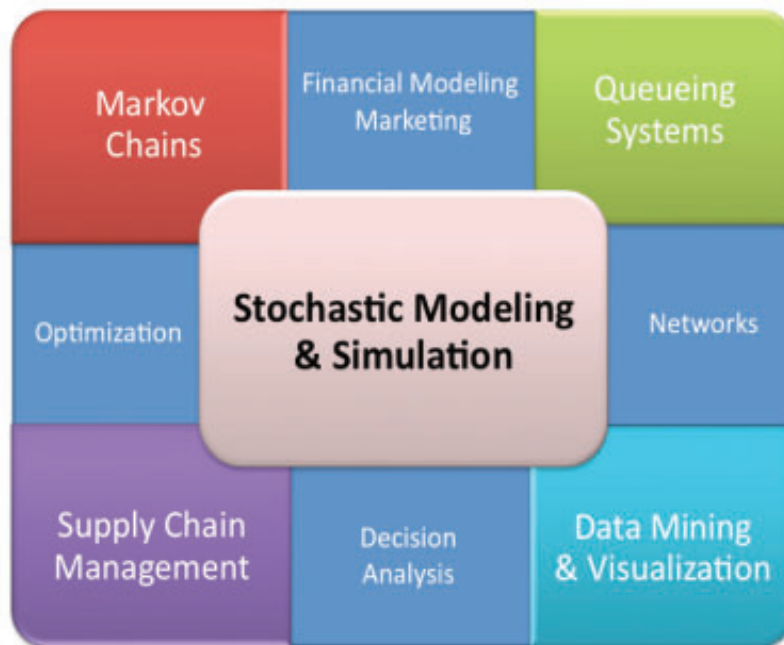 Markov
Chains
Financial Modeling
Marketing
Queueing
Systems
Optimization
Stochastic Modeling
& Simulation
Networks
Supply Chain
Management
Decision
Analysis
Data Mining
& Visualization